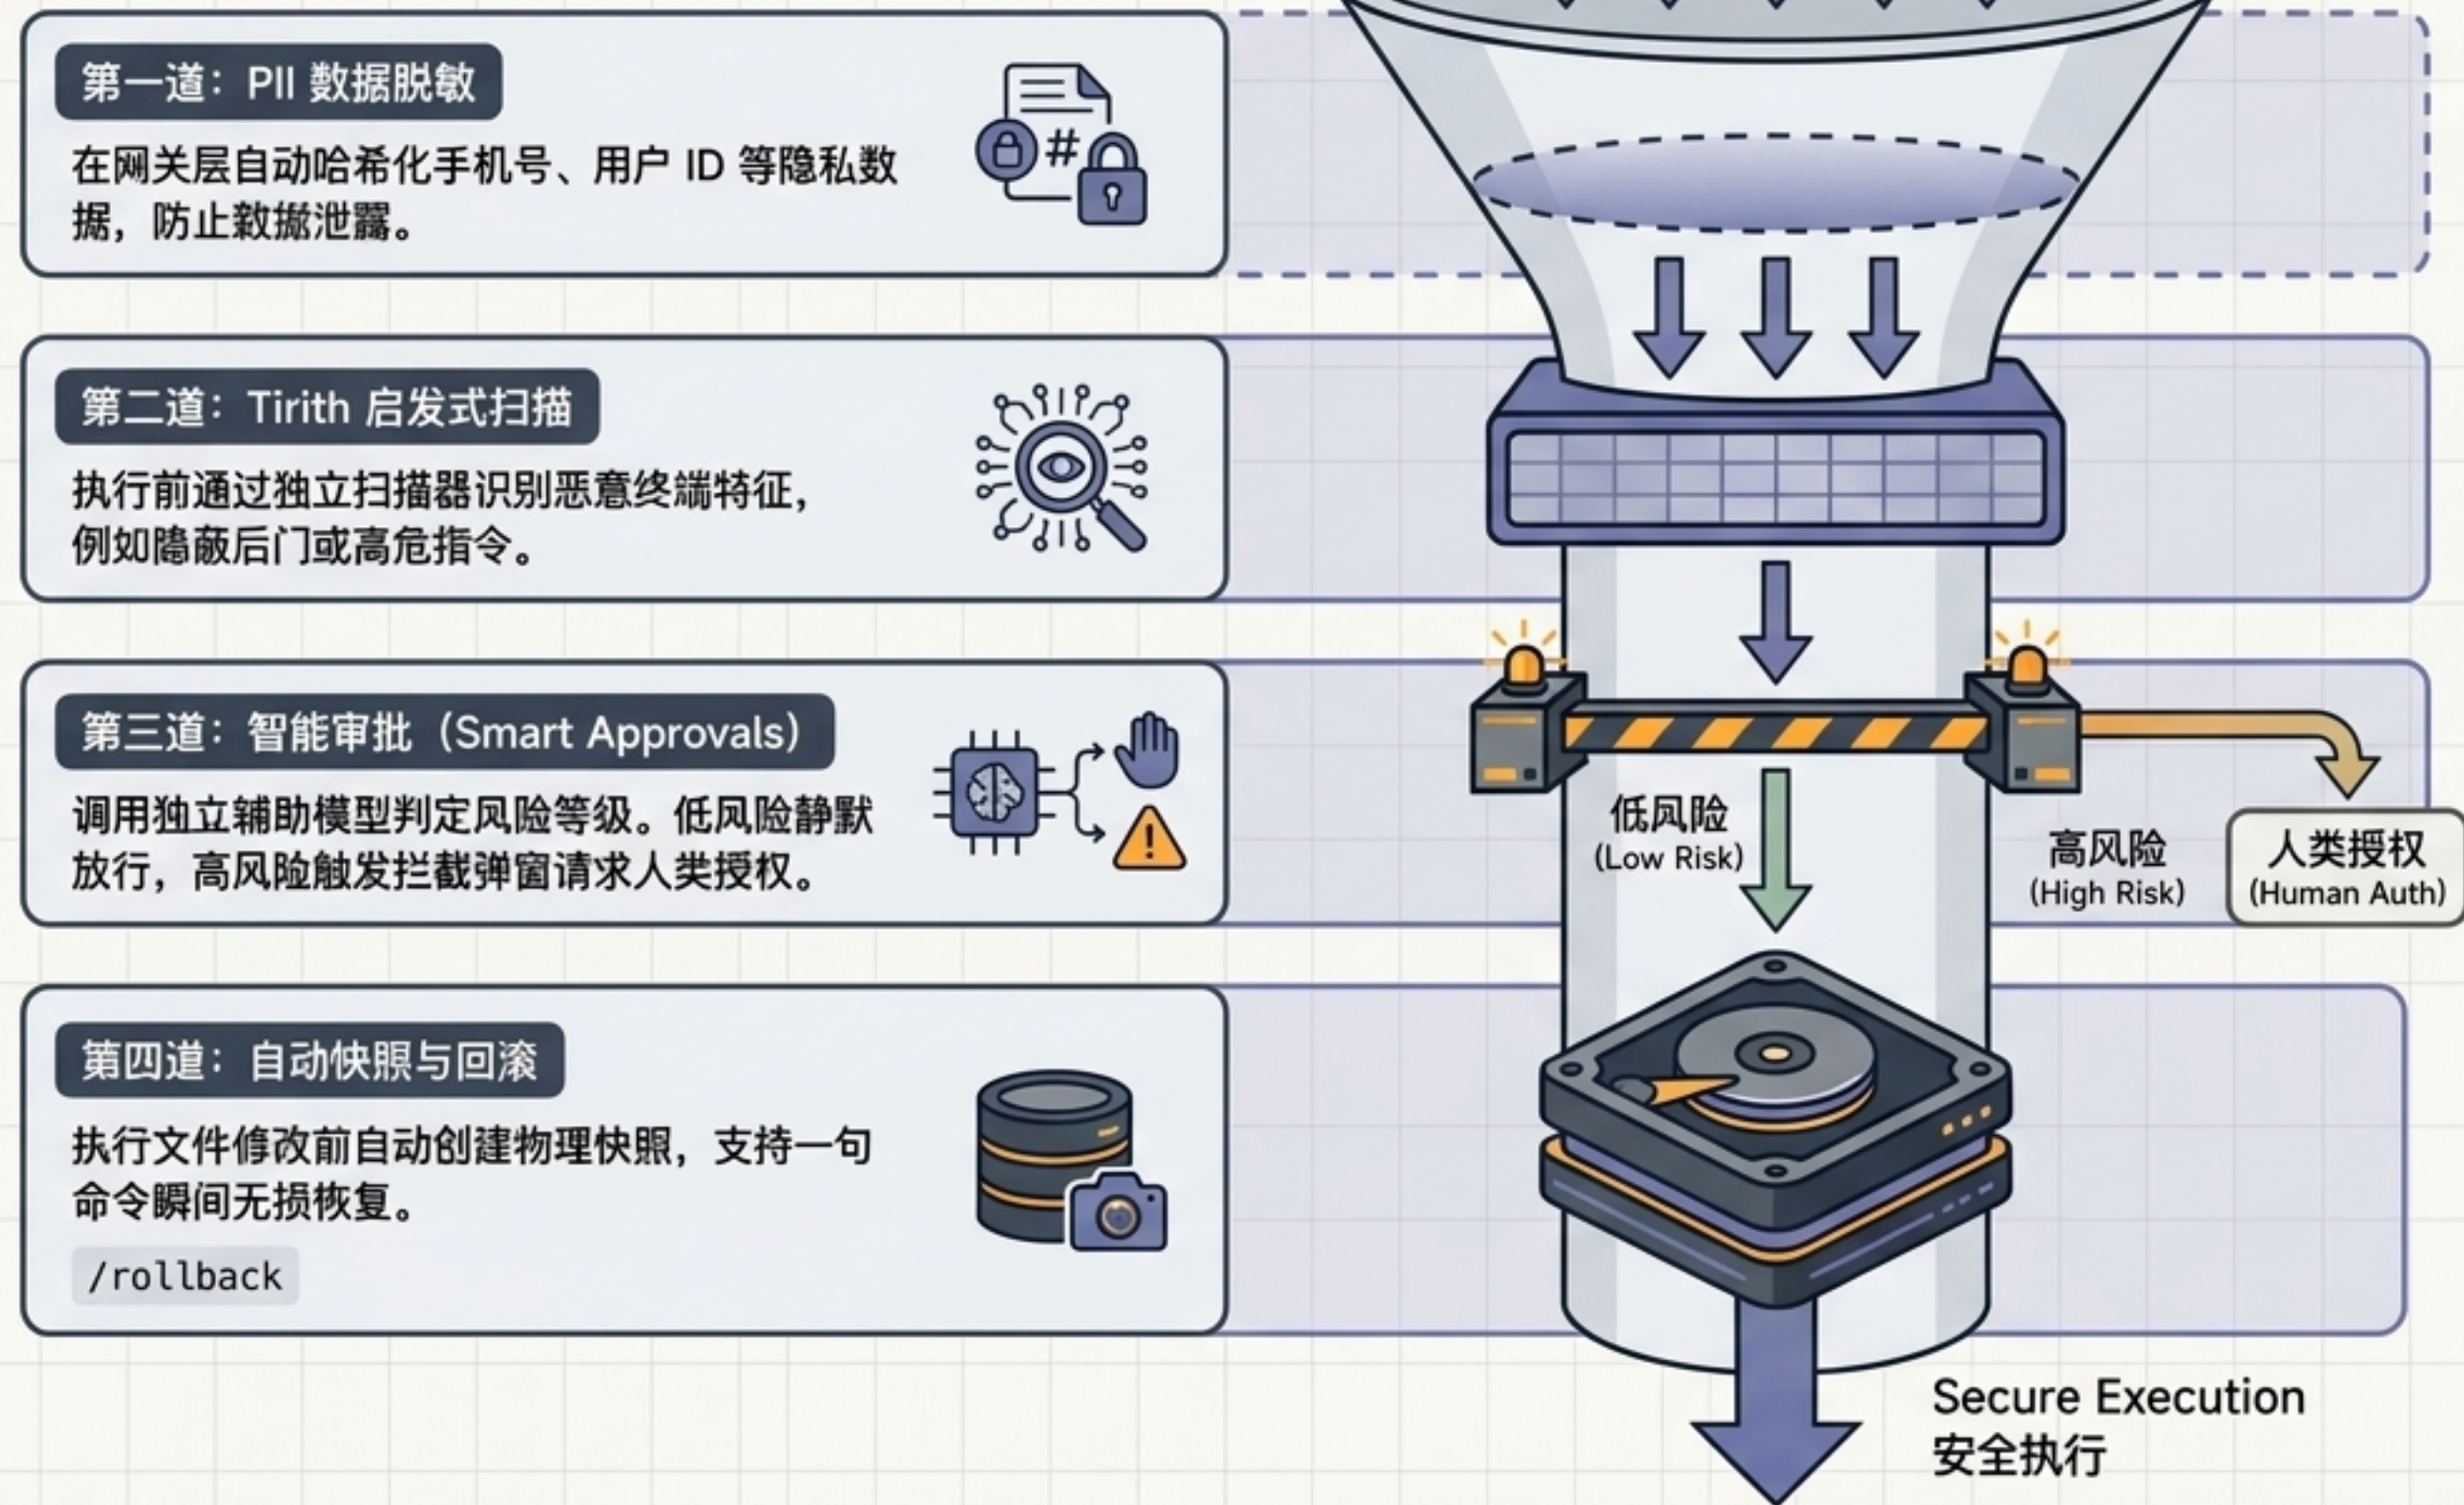 第一道：PII 数据脱敏
在网关层自动哈希化手机号、用户 ID 等隐私数
据，防止数据泄露。
#
第二道：Tirith 启发式扫描
执行前通过独立扫描器识别恶意终端特征，
例如隐蔽后门或高危指令。
第三道：智能审批（Smart Approvals）
调用独立辅助模型判定风险等级。低风险静默
放行，高风险触发拦截弹窗请求人类授权。
低风险
(Low Risk)
高风险
(High Risk)
人类授权
(Human Auth)
第四道：自动快照与回滚
执行文件修改前自动创建物理快照，支持一句
命令瞬间无损恢复。
/rollback
Secure Execution
安全执行